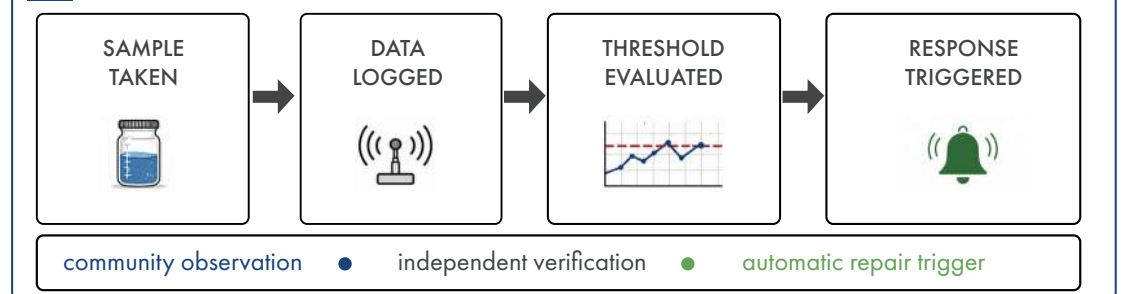 SAMPLE
TAKEN
DATA
LOGGED
THRESHOLD
EVALUATED
RESPONSE
TRIGGERED
community observation ● independent verification ● automatic repair trigger